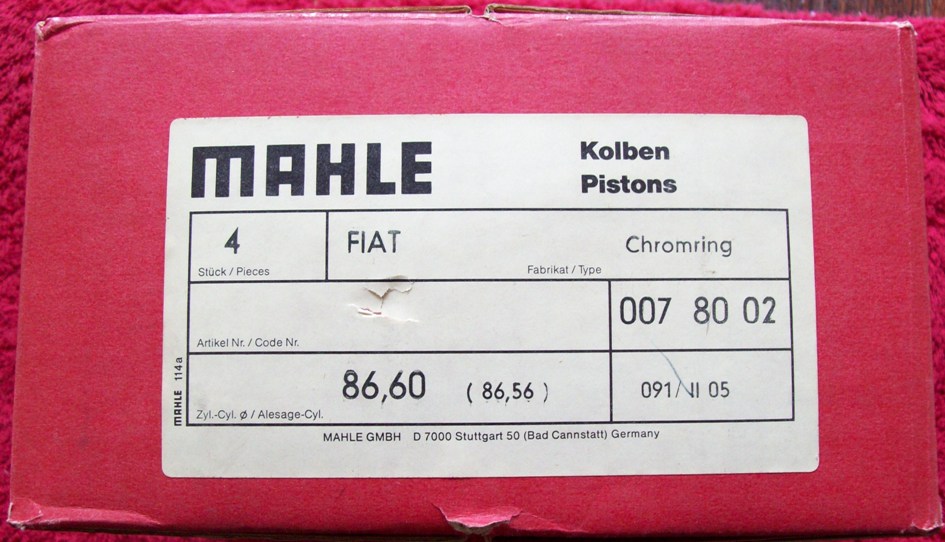 MAHLE
Kolben
Pistons
4
Stück / Pieces
FIAT
Chromring
Fabrikat / Type
007 80 02
Artikel Nr. / Code Nr.
86,60 (86,56)
Zyl.-Cyl. ø / Alesage-Cyl.
091/VI 05
MAHLE 114a
MAHLE GMBH D 7000 Stuttgart 50 (Bad Cannstatt) Germany